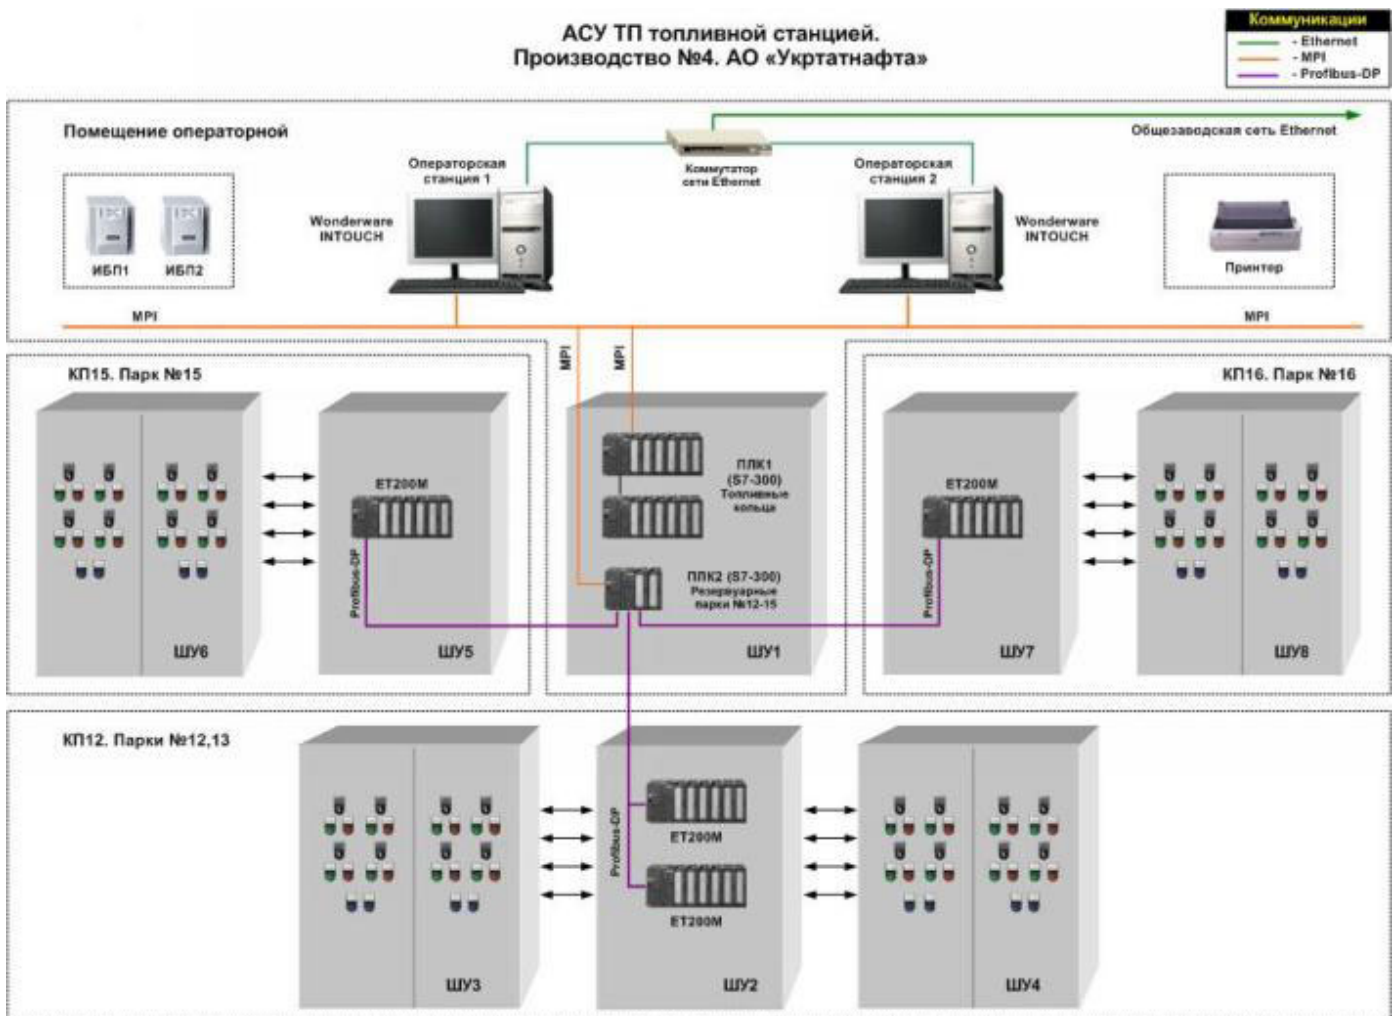 АСУ ТП топливной станцией.
Производство №4. АО «Укртатнафта»
Коммуникации
- Ethernet
- MPI
- Profibus-DP
Помещение операторной
Общезаводская сеть Ethernet
Коммутатор
сети Ethernet
Операторская
станция 1
Операторская
станция 2
Wonderware
INTOUCH
Wonderware
INTOUCH
ИБП1
ИБП2
Принтер
MPI
MPI
MPI
MPI
КП15. Парк №15
КП16. Парк №16
ET200M
Profibus-DP
ШУ6
ШУ5
ПЛК1
(S7-300)
Топливные
кольца
ПЛК2 (S7-300)
Резервуарные
парки №12-15
ШУ1
ET200M
Profibus-DP
ШУ7
ШУ8
КП12. Парки №12,13
Profibus-DP
ET200M
ET200M
ШУ3
ШУ2
ШУ4